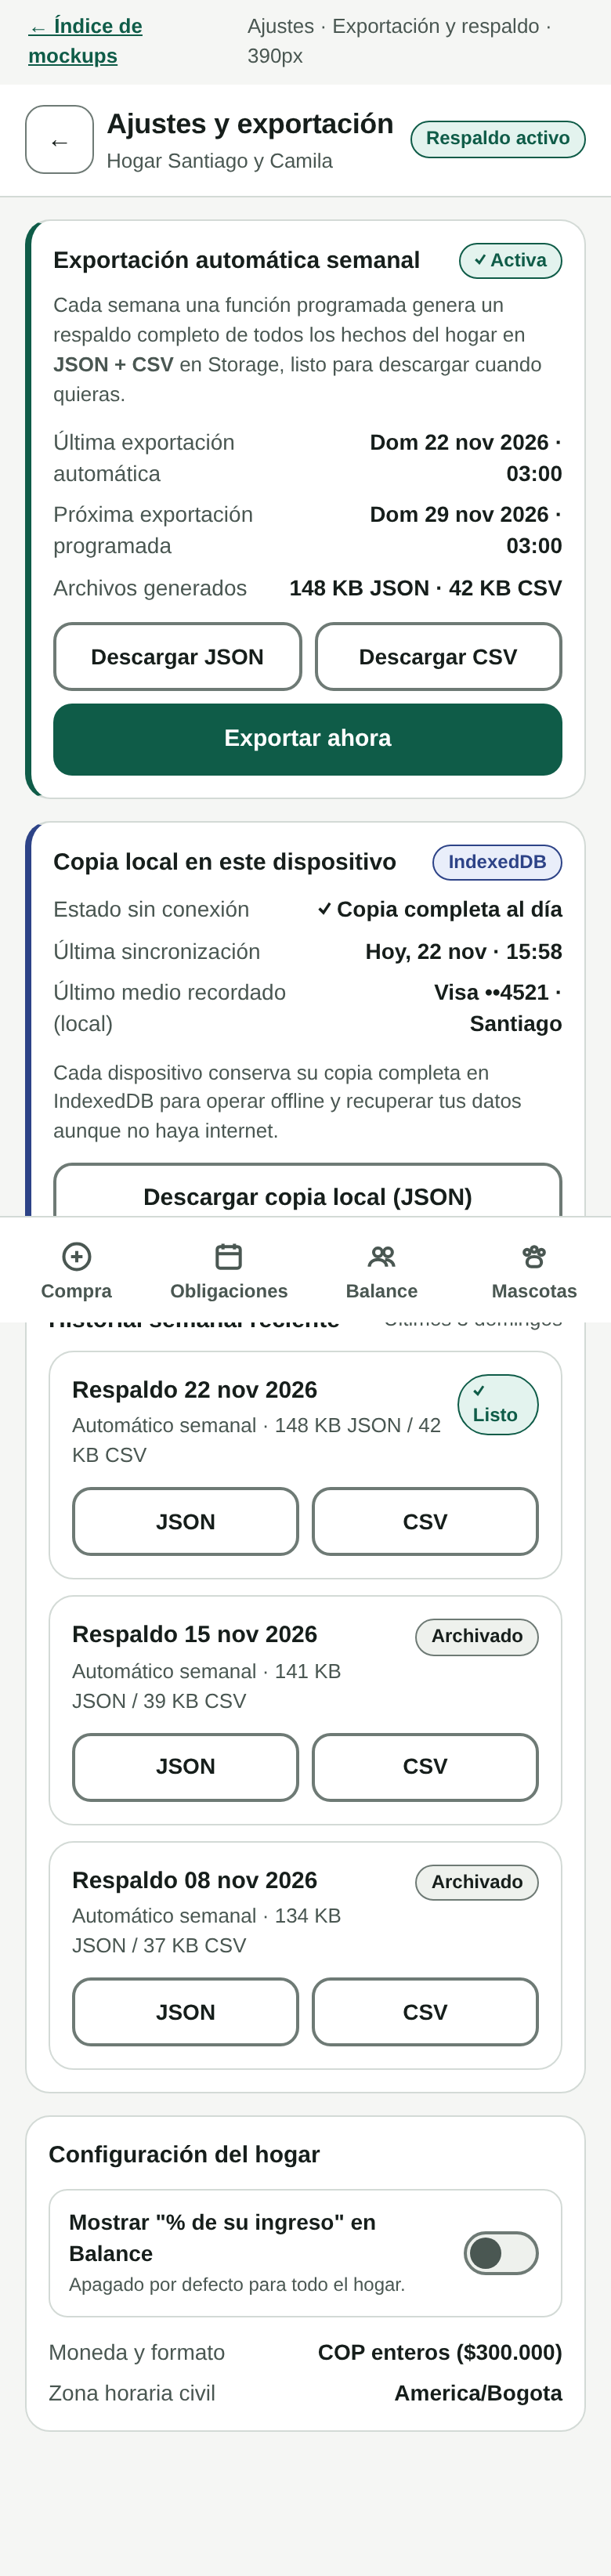 ← Índice de
mockups
Ajustes · Exportación y respaldo ·
390px
←
Ajustes y exportación
Hogar Santiago y Camila
Respaldo activo
Exportación automática semanal
✓ Activa
Cada semana una función programada genera un
respaldo completo de todos los hechos del hogar en
JSON + CSV en Storage, listo para descargar cuando
quieras.
Última exportación
automática
Dom 22 nov 2026 ·
03:00
Próxima exportación
programada
Dom 29 nov 2026 ·
03:00
Archivos generados
148 KB JSON · 42 KB CSV
Descargar JSON
Descargar CSV
Exportar ahora
Copia local en este dispositivo
IndexedDB
Estado sin conexión
✓ Copia completa al día
Última sincronización
Hoy, 22 nov · 15:58
Último medio recordado
(local)
Visa ••4521 ·
Santiago
Cada dispositivo conserva su copia completa en
IndexedDB para operar offline y recuperar tus datos
aunque no haya internet.
Descargar copia local (JSON)
Compra
Obligaciones
Balance
Mascotas
Historial semanal reciente
Últimos 3 domingos
Respaldo 22 nov 2026
✓
Listo
Automático semanal · 148 KB JSON / 42
KB CSV
JSON
CSV
Respaldo 15 nov 2026
Archivado
Automático semanal · 141 KB
JSON / 39 KB CSV
JSON
CSV
Respaldo 08 nov 2026
Archivado
Automático semanal · 134 KB
JSON / 37 KB CSV
JSON
CSV
Configuración del hogar
Mostrar "% de su ingreso" en
Balance
Apagado por defecto para todo el hogar.
Moneda y formato
COP enteros ($300.000)
Zona horaria civil
America/Bogota